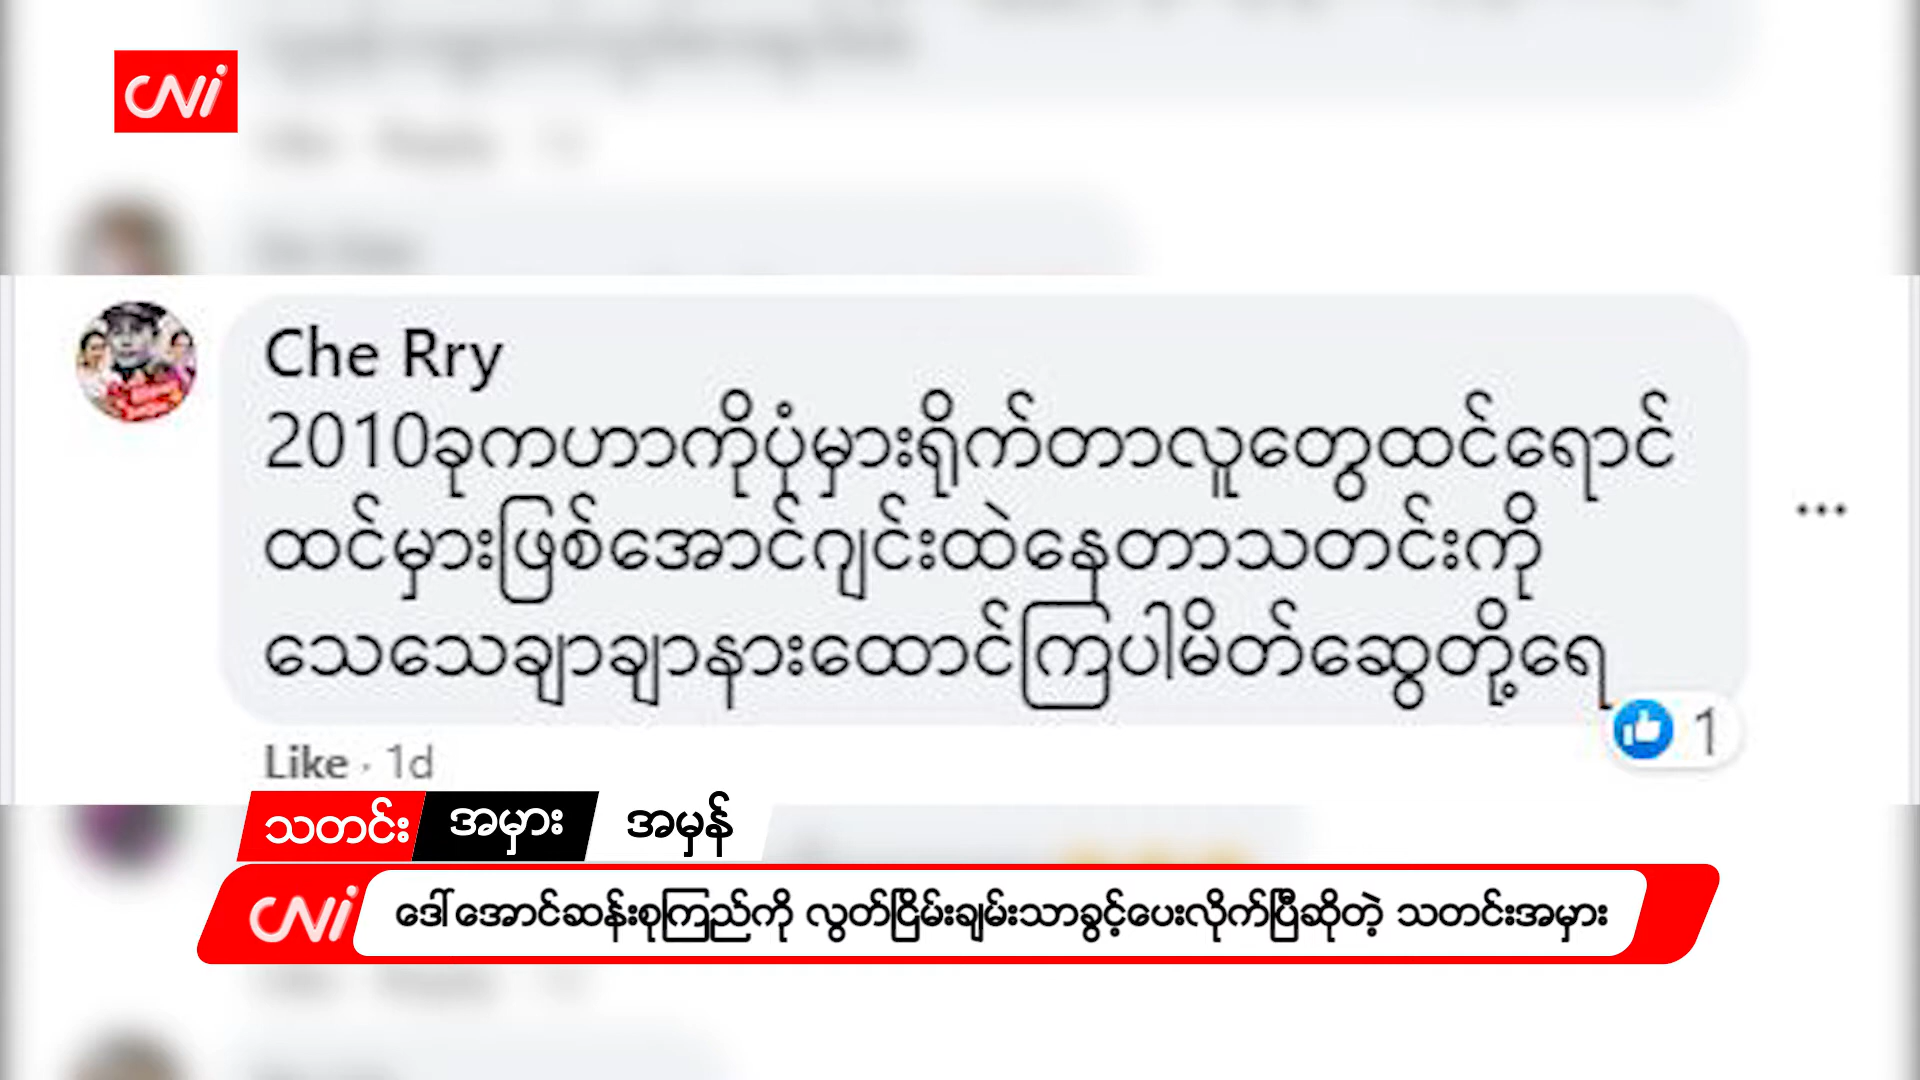 CNi
Che Rry
2010ခုကဟာကိုပုံမှားရိုက်တာလူတွေထင်ရောင်
ထင်မှားဖြစ်အောင်ဂျင်းထဲနေတာသတင်းကို
သေသေချာချာနားထောင်ကြပါမိတ်ဆွေတို့ရေ
1
Like · 1d
သတင်း အမှား အမှန်
CNi ဒေါ်အောင်ဆန်းစုကြည်ကို လွတ်ငြိမ်းချမ်းသာခွင့်ပေးလိုက်ပြီဆိုတဲ့ သတင်းအမှား